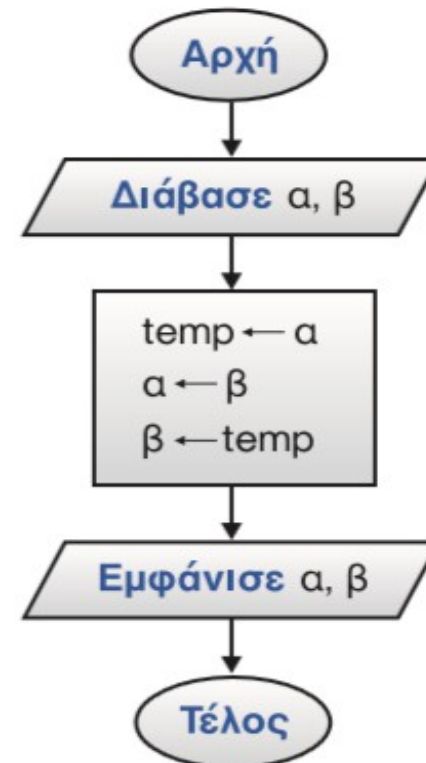 Αρχή
Διάβασε α, β
temp ← α
α ← β
β ← temp
Εμφάνισε α, β
Τέλος